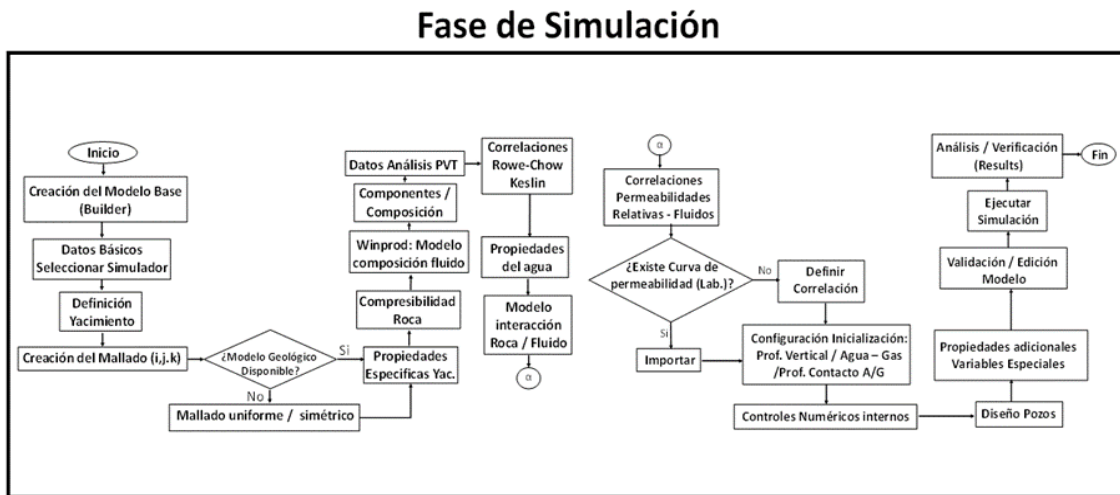 Fase de Simulación
Inicio
Creación del Modelo Base
(Builder)
Datos Básicos
Seleccionar Simulador
Definición
Yacimiento
Creación del Mallado (i,j.k)
¿Modelo Geológico
Disponible?
Si
No
Mallado uniforme / simétrico
Propiedades
Especificas Yac.
Compresibilidad
Roca
Winprod: Modelo
composición fluido
Componentes /
Composición
Datos Análisis PVT
Correlaciones
Rowe-Chow
Keslin
Propiedades
del agua
Modelo
interacción
Roca / Fluido
α
α
Correlaciones
Permeabilidades
Relativas - Fluidos
¿Existe Curva de
permeabilidad (Lab.)?
No
Definir
Correlación
Si
Importar
Configuración Inicialización:
Prof. Vertical / Agua – Gas
/Prof. Contacto A/G
Controles Numéricos internos
Diseño Pozos
Propiedades adicionales
Variables Especiales
Validación / Edición
Modelo
Ejecutar
Simulación
Análisis / Verificación
(Results)
Fin